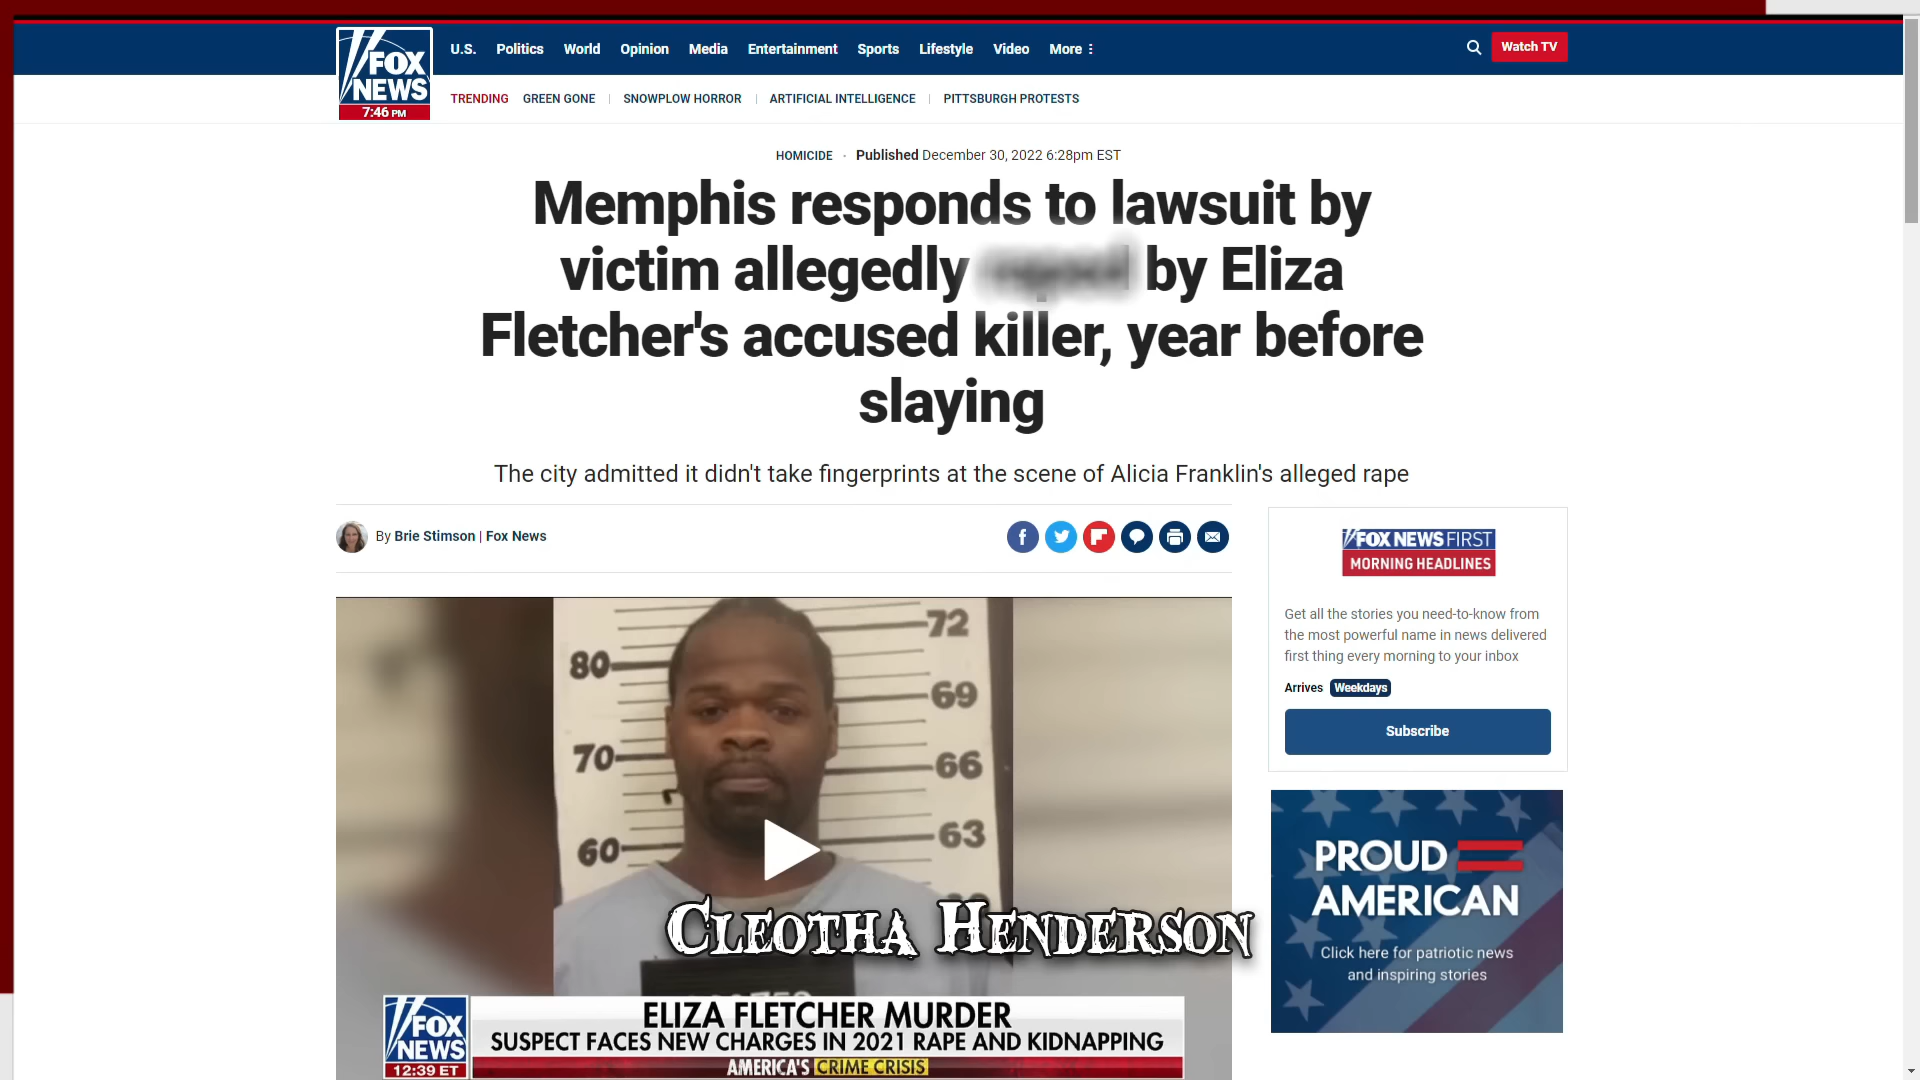 U.S. Politics World Opinion Media Entertainment Sports Lifestyle Video More Watch TV
FOX
NEWS
7:46 PM
TRENDING GREEN GONE SNOWPLOW HORROR ARTIFICIAL INTELLIGENCE PITTSBURGH PROTESTS
HOMICIDE · Published December 30, 2022 6:28pm EST
Memphis responds to lawsuit by
victim allegedly by Eliza
Fletcher's accused killer, year before
slaying
The city admitted it didn't take fingerprints at the scene of Alicia Franklin's alleged rape
By Brie Stimson | Fox News
FOX NEWS FIRST
MORNING HEADLINES
Get all the stories you need-to-know from
the most powerful name in news delivered
first thing every morning to your inbox
Arrives Weekdays
Subscribe
72
80
69
70
66
60
63
CLEOTHA HENDERSON
PROUD
AMERICAN
Click here for patriotic news
and inspiring stories
FOX
NEWS
12:39 ET
ELIZA FLETCHER MURDER
SUSPECT FACES NEW CHARGES IN 2021 RAPE AND KIDNAPPING
AMERICA'S CRIME CRISIS